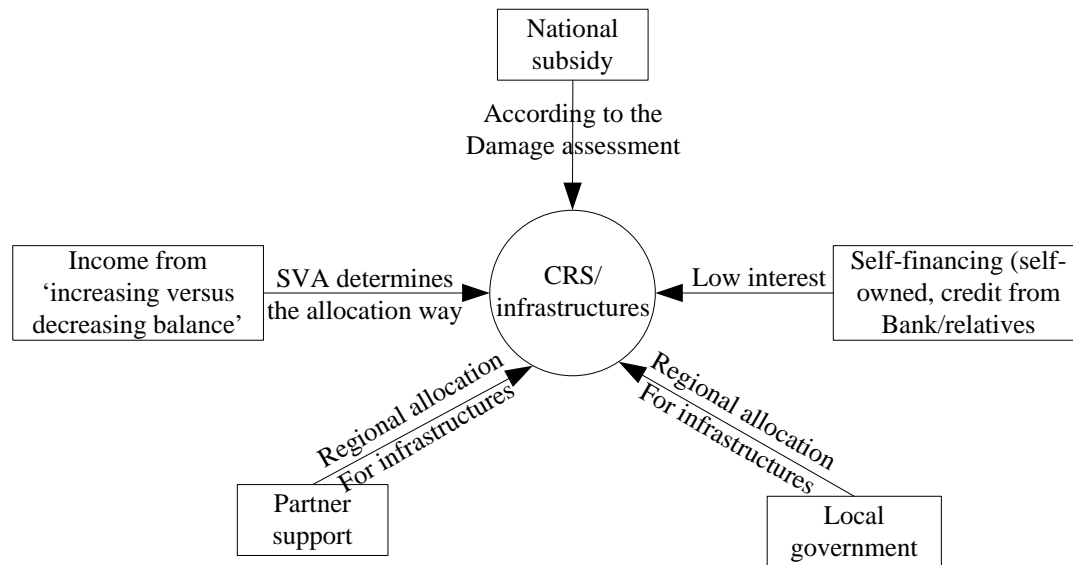 National
subsidy
According to the
Damage assessment
Income from
‘increasing versus
decreasing balance’
SVA determines
the allocation way
CRS/
infrastructures
Low interest
Self-financing (self-
owned, credit from
Bank/relatives
Regional allocation
For infrastructures
Regional allocation
For infrastructures
Partner
support
Local
government